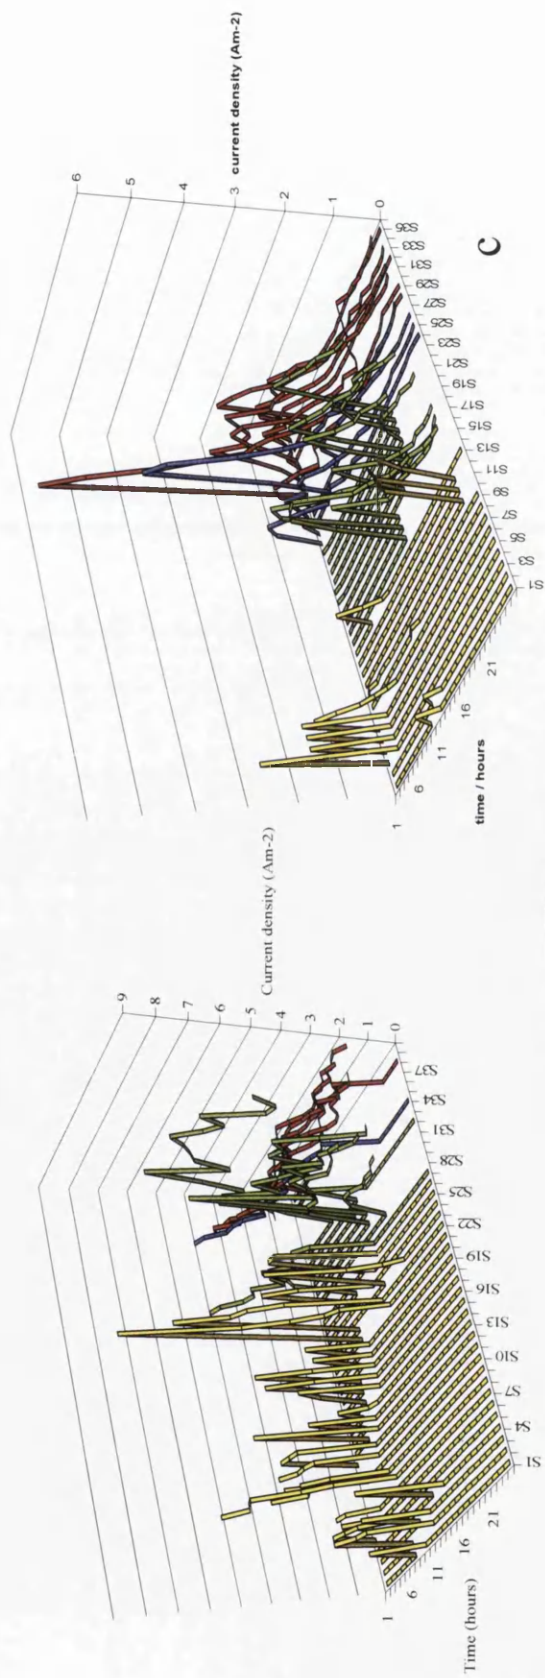 current density (Am-2)
6
5
4
3
2
1
0
S35
S33
S31
S29
S27
S25
S23
S21
S19
S17
S15
S13
S11
S9
S7
S5
S3
S1
21
16
11
6
1
time / hours
c
Current density (Am-2)
9
8
7
6
5
4
3
2
1
0
S37
S34
S31
S28
S25
S22
S19
S16
S13
S10
S7
S4
S1
21
16
11
6
1
Time (hours)